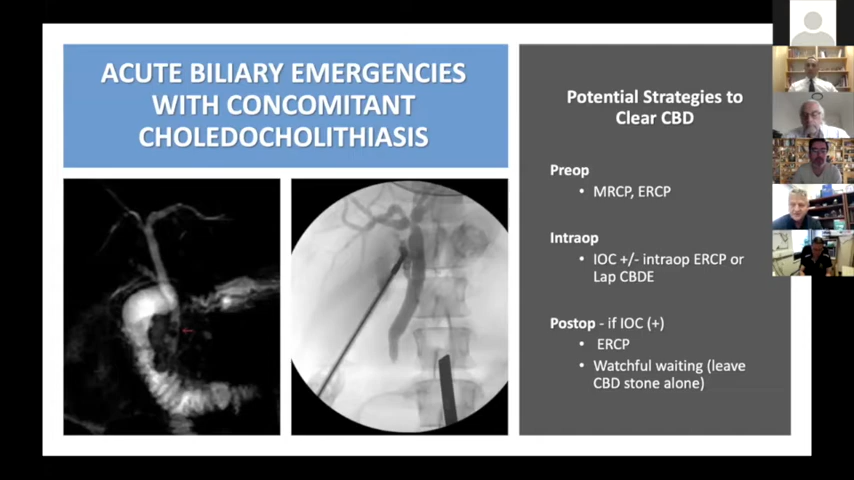 ACUTE BILIARY EMERGENCIES
WITH CONCOMITANT
CHOLEDOCHOLITHIASIS
Potential Strategies to
Clear CBD
Preop
• MRCP, ERCP
Intraop
• IOC +/- intraop ERCP or
Lap CBDE
Postop - if IOC (+)
• ERCP
• Watchful waiting (leave
CBD stone alone)